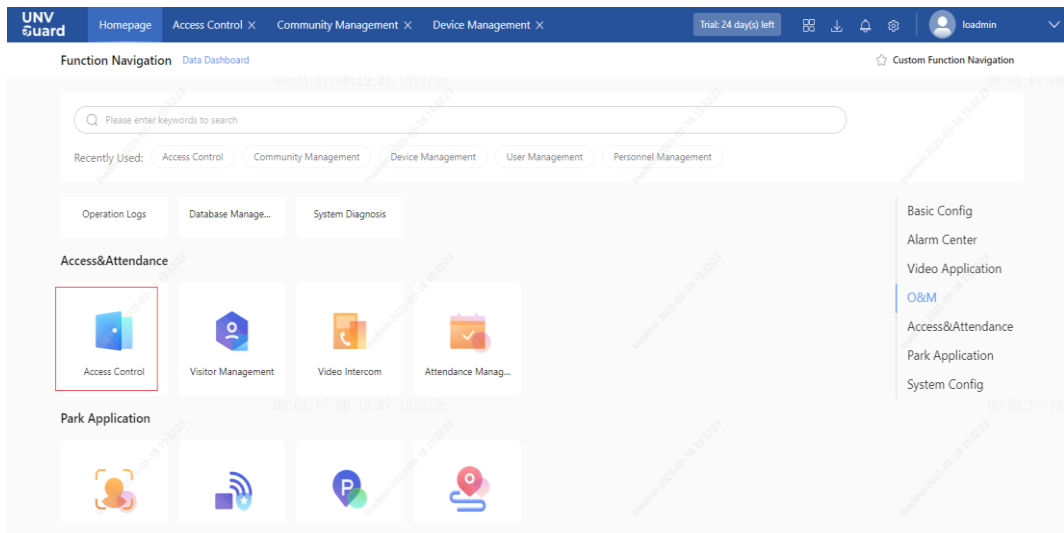 UNV Guard
Homepage Access Control × Community Management × Device Management × Trial: 24 day(s) left loadmin
Function Navigation Data Dashboard Custom Function Navigation
Please enter keywords to search
Recently Used: Access Control Community Management Device Management User Management Personnel Management
Operation Logs Database Manage... System Diagnosis
Access&Attendance
Access Control Visitor Management Video Intercom Attendance Manag...
Park Application
P
Basic Config
Alarm Center
Video Application
O&M
Access&Attendance
Park Application
System Config